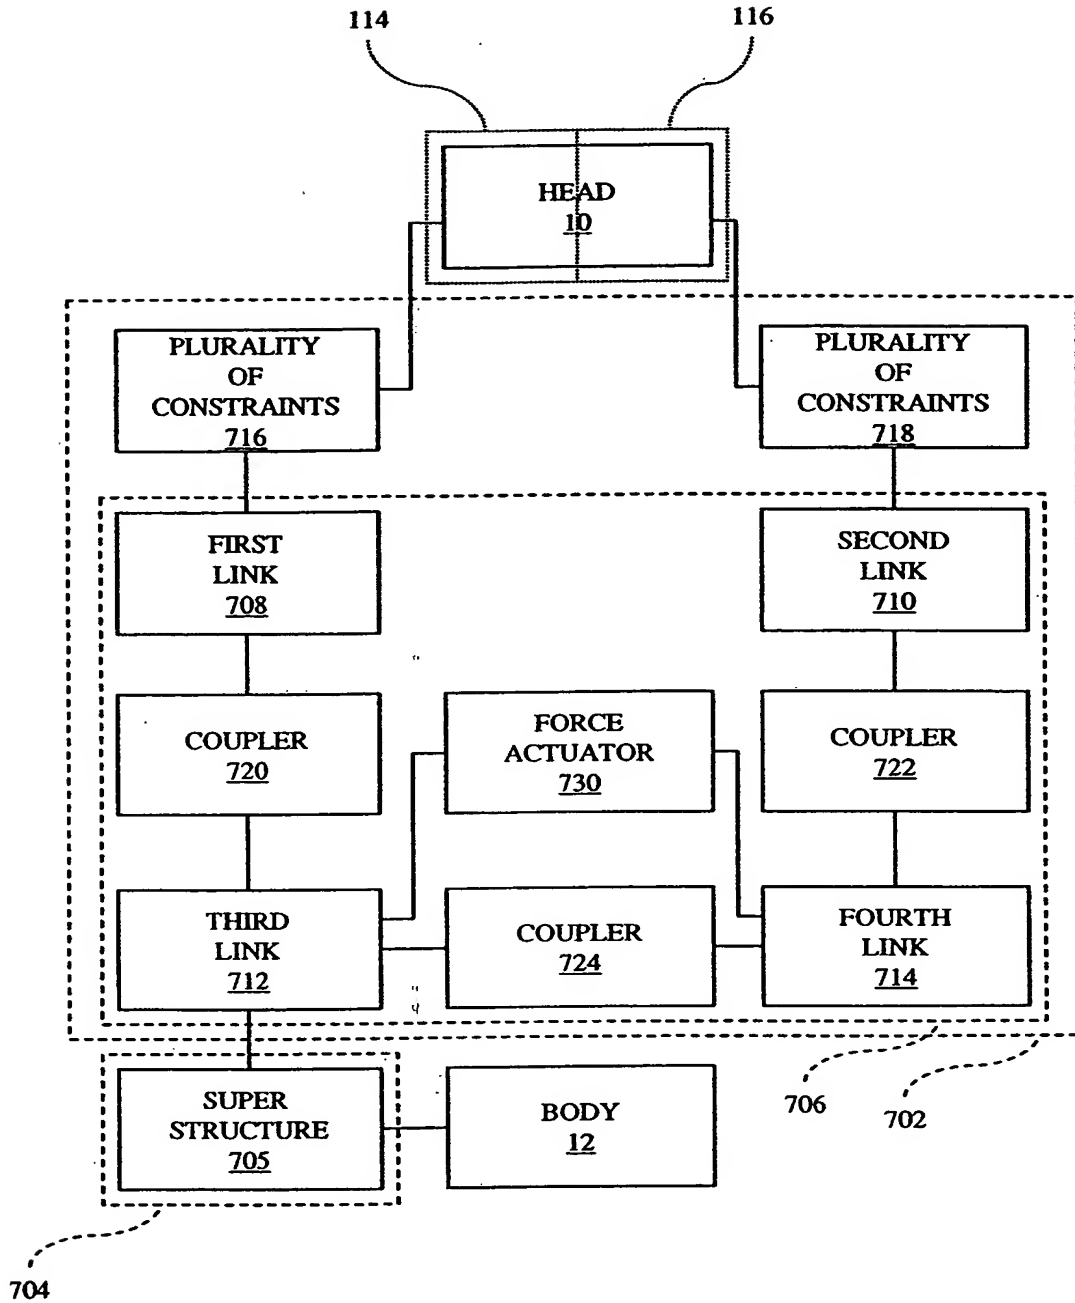 114
116
HEAD
10
PLURALITY
OF
CONSTRAINTS
716
PLURALITY
OF
CONSTRAINTS
718
FIRST
LINK
708
SECOND
LINK
710
COUPLER
720
FORCE
ACTUATOR
730
COUPLER
722
THIRD
LINK
712
COUPLER
724
FOURTH
LINK
714
SUPER
STRUCTURE
705
BODY
12
706
702
704